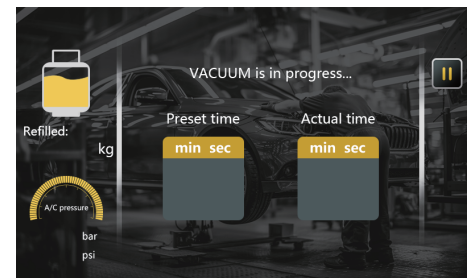 VACUUM is in progress...
Refilled:
kg
Preset time
min sec
Actual time
min sec
A/C pressure
bar
psi